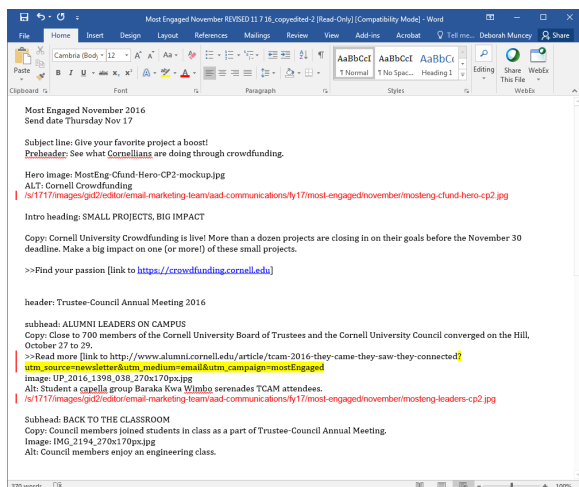 Most Engaged November REVISED 11 7 16_copyedited-2 [Read-Only] [Compatibility Mode] - Word
File Home Insert Design Layout References Mailings Review View Add-ins Acrobat Tell me... Deborah Muncey Share
Cambria (Body) 12 A A Aa
Paste B I U abc x, x² A A
AaBbCcI AaBbCcI AaBbC(
¶ Normal ¶ No Spac... Heading 1
Editing Share This File WebEx
Clipboard Font Paragraph Styles WebEx
Most Engaged November 2016
Send date Thursday Nov 17
Subject line: Give your favorite project a boost!
Preheader: See what Cornellians are doing through crowdfunding.
Hero image: MostEng-Cfund-Hero-CP2-mockup.jpg
ALT: Cornell Crowdfunding
/s/1717/images/gid2/editor/email-marketing-team/aad-communications/fy17/most-engaged/november/mosteng-cfund-hero-cp2.jpg
Intro heading: SMALL PROJECTS, BIG IMPACT
Copy: Cornell University Crowdfunding is live! More than a dozen projects are closing in on their goals before the November 30
deadline. Make a big impact on one (or more!) of these small projects.
>>Find your passion [link to https://crowdfunding.cornell.edu]
header: Trustee-Council Annual Meeting 2016
subhead: ALUMNI LEADERS ON CAMPUS
Copy: Close to 700 members of the Cornell University Board of Trustees and the Cornell University Council converged on the Hill,
October 27 to 29.
>>Read more [link to http://www.alumni.cornell.edu/article/tcam-2016-they-came-they-saw-they-connected?
utm_source=newsletter&utm_medium=email&utm_campaign=mostEngaged
image: UP_2016_1398_038_270x170px.jpg
Alt: Student a capella group Baraka Kwa Wimbo serenades TCAM attendees.
/s/1717/images/gid2/editor/email-marketing-team/aad-communications/fy17/most-engaged/november/mosteng-leaders-cp2.jpg
Subhead: BACK TO THE CLASSROOM
Copy: Council members joined students in class as a part of Trustee-Council Annual Meeting.
Image: IMG_2194_270x170px.jpg
Alt: Council members enjoy an engineering class.
370 words 100%